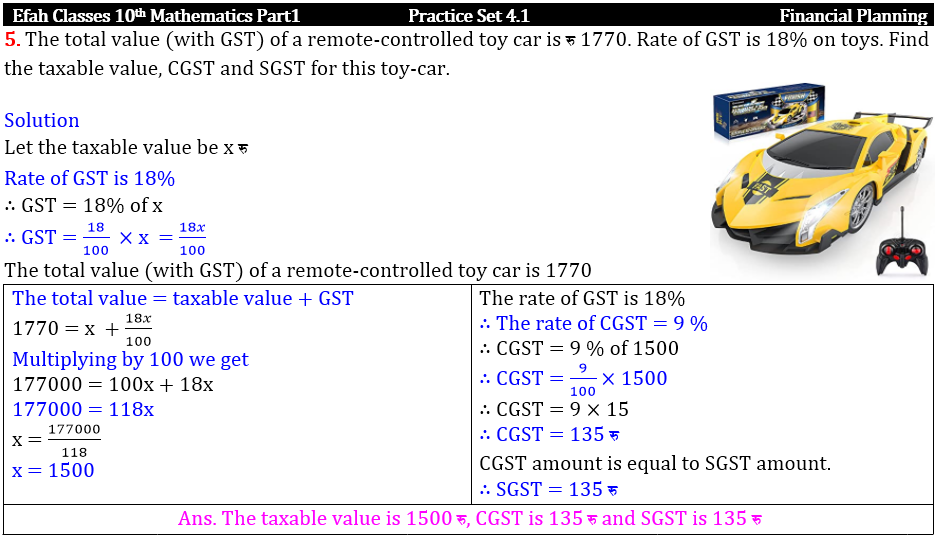 Efah Classes 10th Mathematics Part1 Practice Set 4.1 Financial Planning
5. The total value (with GST) of a remote-controlled toy car is रु 1770. Rate of GST is 18% on toys. Find
the taxable value, CGST and SGST for this toy-car.
Solution
Let the taxable value be x रु
Rate of GST is 18%
∴ GST = 18% of x
∴ GST = 18/100 × x = 18x/100
The total value (with GST) of a remote-controlled toy car is 1770
The total value = taxable value + GST
1770 = x + 18x/100
Multiplying by 100 we get
177000 = 100x + 18x
177000 = 118x
x = 177000/118
x = 1500
The rate of GST is 18%
∴ The rate of CGST = 9 %
∴ CGST = 9 % of 1500
∴ CGST = 9/100 × 1500
∴ CGST = 9 × 15
∴ CGST = 135 रु
CGST amount is equal to SGST amount.
∴ SGST = 135 रु
Ans. The taxable value is 1500 रु, CGST is 135 रु and SGST is 135 रु